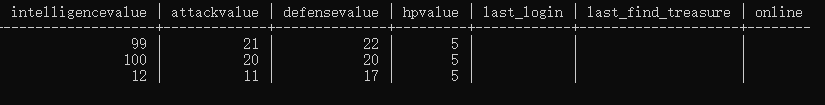 intelligencevalue | attackvalue | defensevalue | hpvalue | last_login | last_find_treasure | online
99 | 21 | 22 | 5 | | |
100 | 20 | 20 | 5 | | |
12 | 11 | 17 | 5 | | |